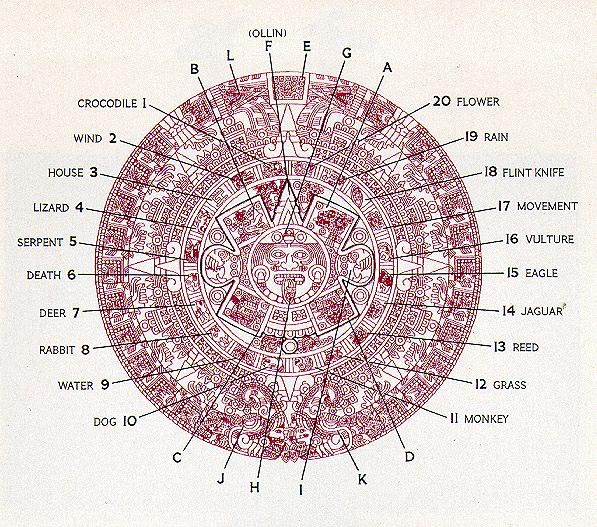 (OLLIN)
L F E G
B A
CROCODILE 1
20 FLOWER
WIND 2
19 RAIN
HOUSE 3
18 FLINT KNIFE
LIZARD 4
17 MOVEMENT
SERPENT 5
16 VULTURE
DEATH 6
15 EAGLE
DEER 7
14 JAGUAR
RABBIT 8
13 REED
WATER 9
12 GRASS
DOG 10
11 MONKEY
C D
J H I K